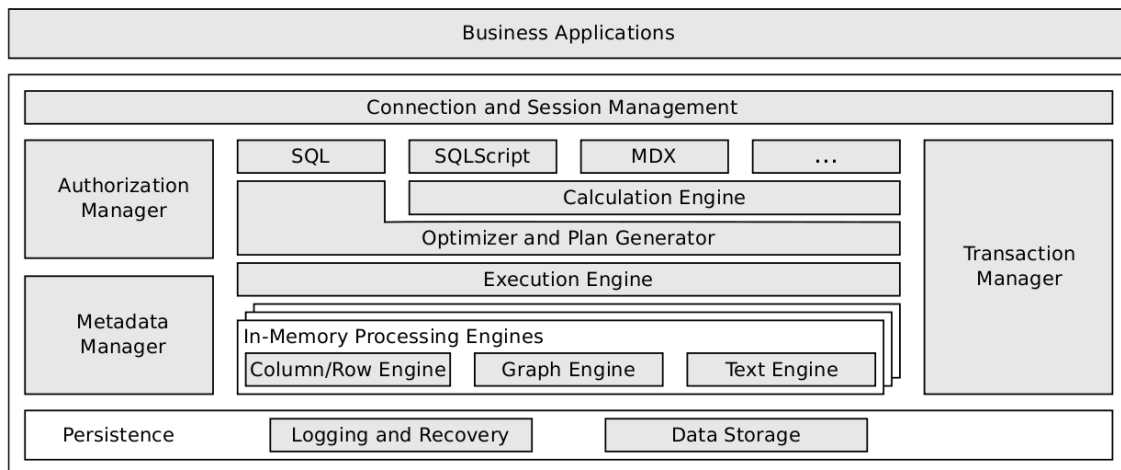 Business Applications
Connection and Session Management
Authorization
Manager
SQL
SQLScript
MDX
...
Calculation Engine
Optimizer and Plan Generator
Execution Engine
Transaction
Manager
Metadata
Manager
In-Memory Processing Engines
Column/Row Engine
Graph Engine
Text Engine
Persistence
Logging and Recovery
Data Storage